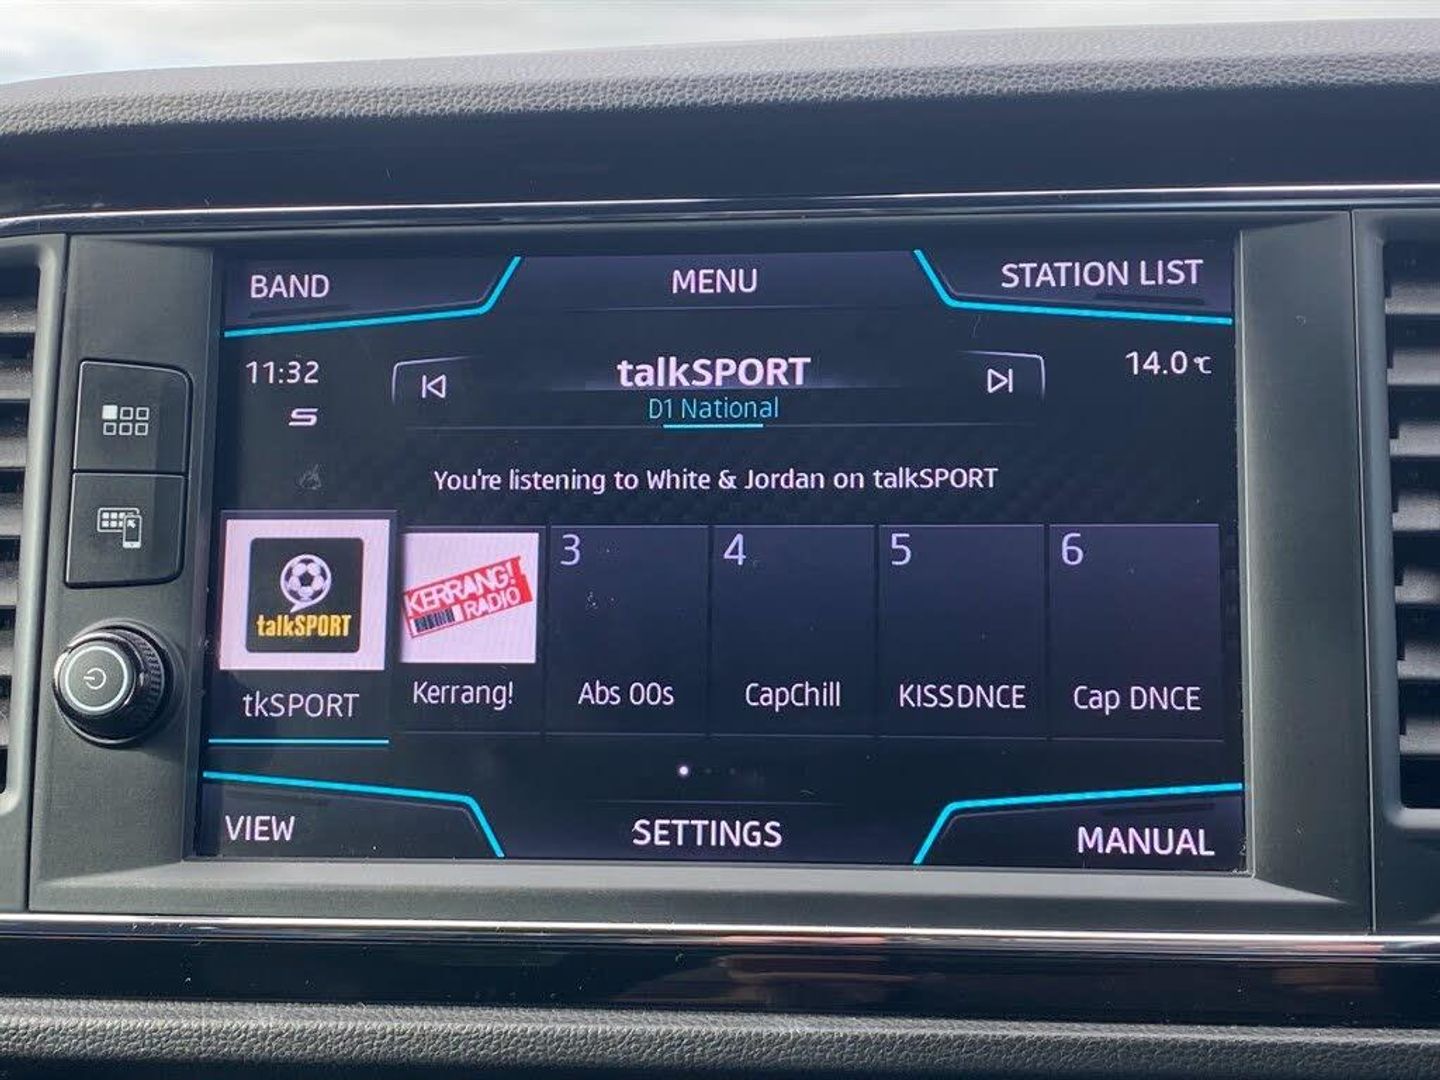 BAND MENU STATION LIST
11:32 talkSPORT 14.0 °C
D1 National
You're listening to White & Jordan on talkSPORT
talkSPORT
KERRANG!
RADIO
3 4 5 6
tkSPORT Kerrang! Abs 00s CapChill KISSDNCE Cap DNCE
VIEW SETTINGS MANUAL